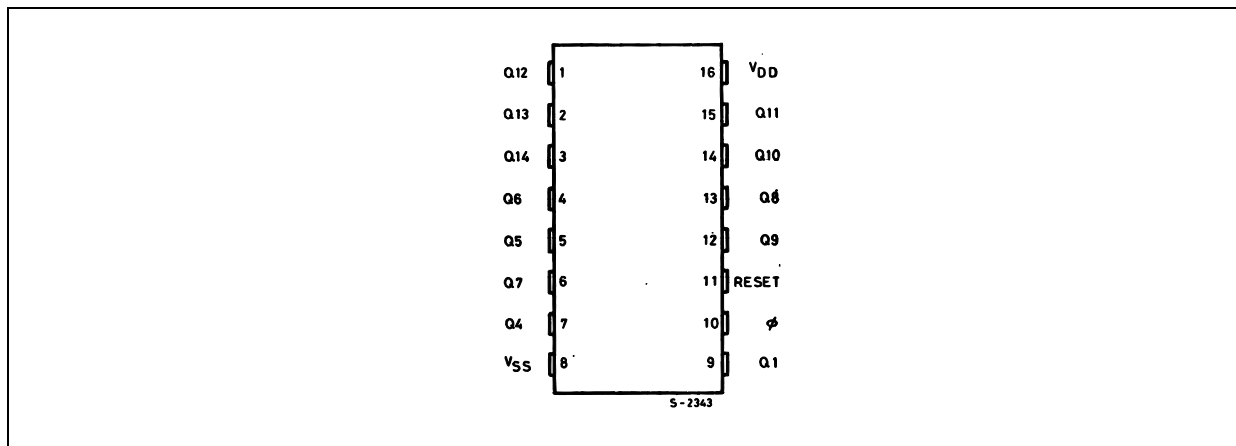 Q12 1 16 VDD
Q13 2 15 Q11
Q14 3 14 Q10
Q6 4 13 Q8
Q5 5 12 Q9
Q7 6 11 RESET
Q4 7 10 ϕ
VSS 8 9 Q1
S-2343